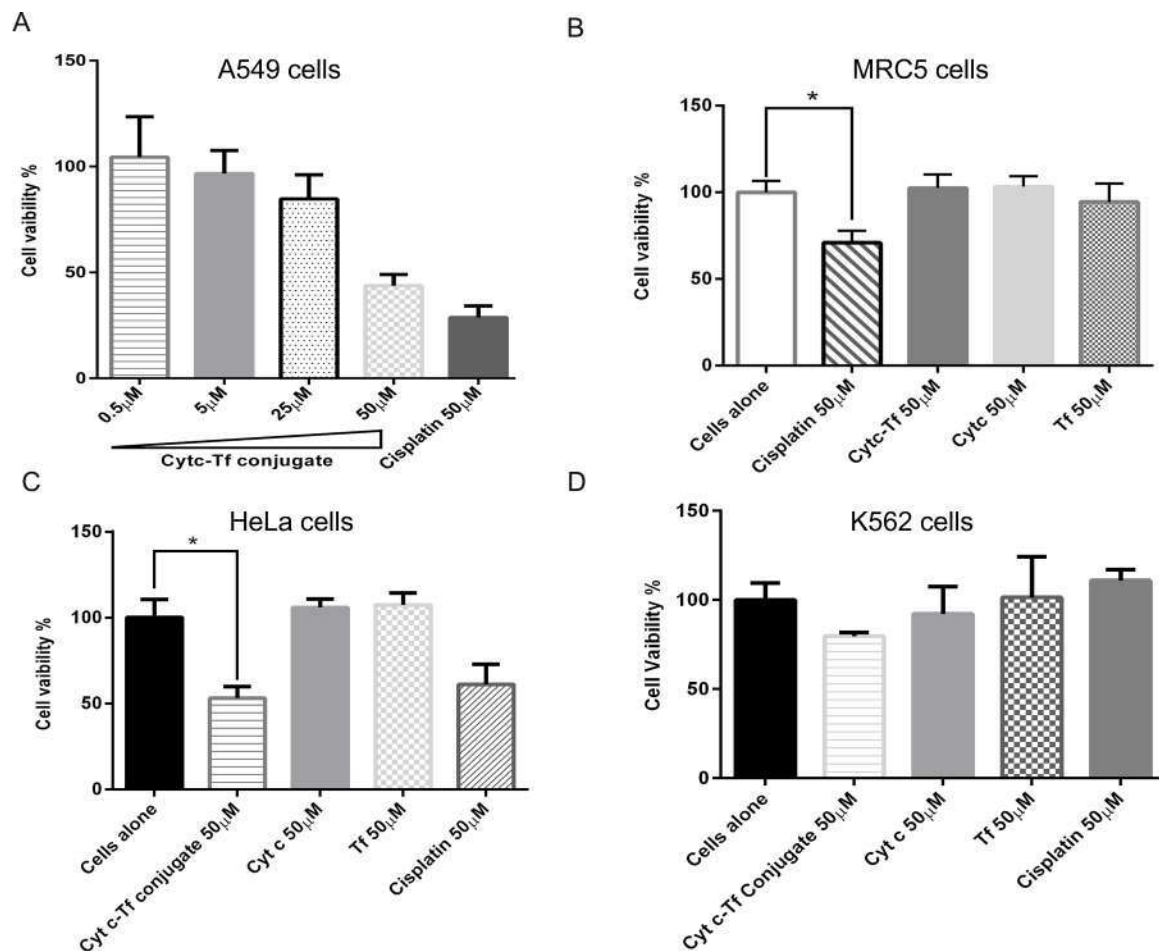 A
A549 cells
150
100
50
0
Cell vaibility %
0.5μM
5μM
25μM
50μM
Cisplatin 50μM
Cytc-Tf conjugate
B
MRC5 cells
150
100
50
0
Cell vaibility %
*
Cells alone
Cisplatin 50μM
Cytc-Tf 50μM
Cytc 50μM
Tf 50μM
C
HeLa cells
150
100
50
0
Cell vaibility %
*
Cells alone
Cyt c-Tf conjugate 50μM
Cyt c 50μM
Tf 50μM
Cisplatin 50μM
D
K562 cells
150
100
50
0
Cell Vaibility %
Cells alone
Cyt c-Tf Conjugate 50μM
Cyt c 50μM
Tf 50μM
Cisplatin 50μM